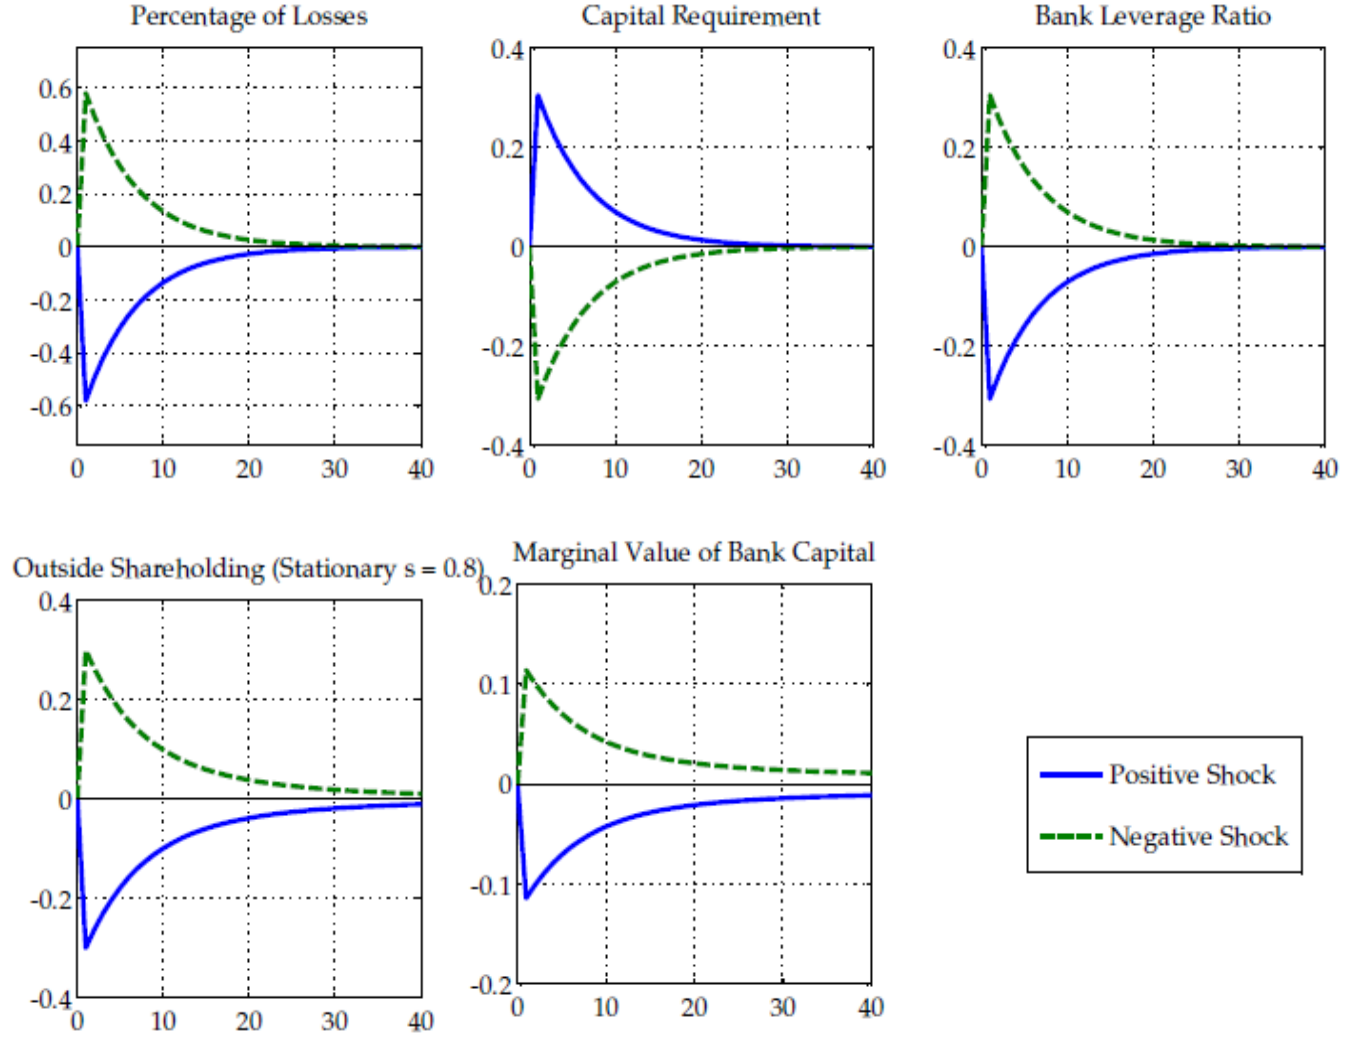 Percentage of Losses
Capital Requirement
Bank Leverage Ratio
0.6
0.4
0.2
0
-0.2
-0.4
-0.6
0 10 20 30 40
0.4
0.2
0
-0.2
-0.4
0 10 20 30 40
0.4
0.2
0
-0.2
-0.4
0 10 20 30 40
Outside Shareholding (Stationary s = 0.8)
Marginal Value of Bank Capital
0.4
0.2
0
-0.2
-0.4
0 10 20 30 40
0.2
0.1
0
-0.1
-0.2
0 10 20 30 40
Positive Shock
Negative Shock